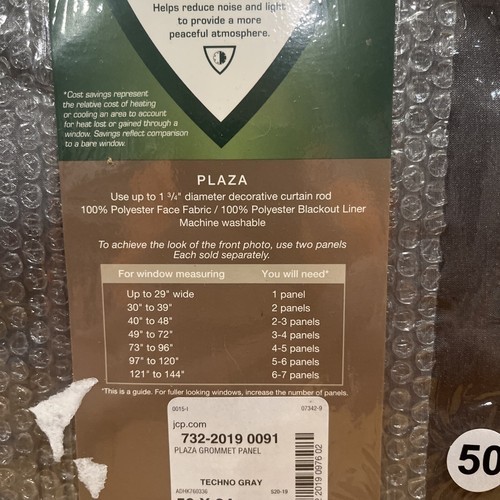 Helps reduce noise and light
to provide a more
peaceful atmosphere.
*Cost savings represent
the relative cost of heating
or cooling an area to account
for heat lost or gained through a
window. Savings reflect comparison
to a bare window.
PLAZA
Use up to 1 3/4" diameter decorative curtain rod
100% Polyester Face Fabric / 100% Polyester Blackout Liner
Machine washable
To achieve the look of the front photo, use two panels
Each sold separately.
For window measuring You will need*
Up to 29" wide 1 panel
30" to 39" 2 panels
40" to 48" 2-3 panels
49" to 72" 3-4 panels
73" to 96" 4-5 panels
97" to 120" 5-6 panels
121" to 144" 6-7 panels
*This is a guide. For fuller looking windows, increase the number of panels.
0015-I 07342-9
jcp.com
732-2019 0091
PLAZA GROMMET PANEL
TECHNO GRAY
ADHK760336 S20-19
2019 0976 02
50